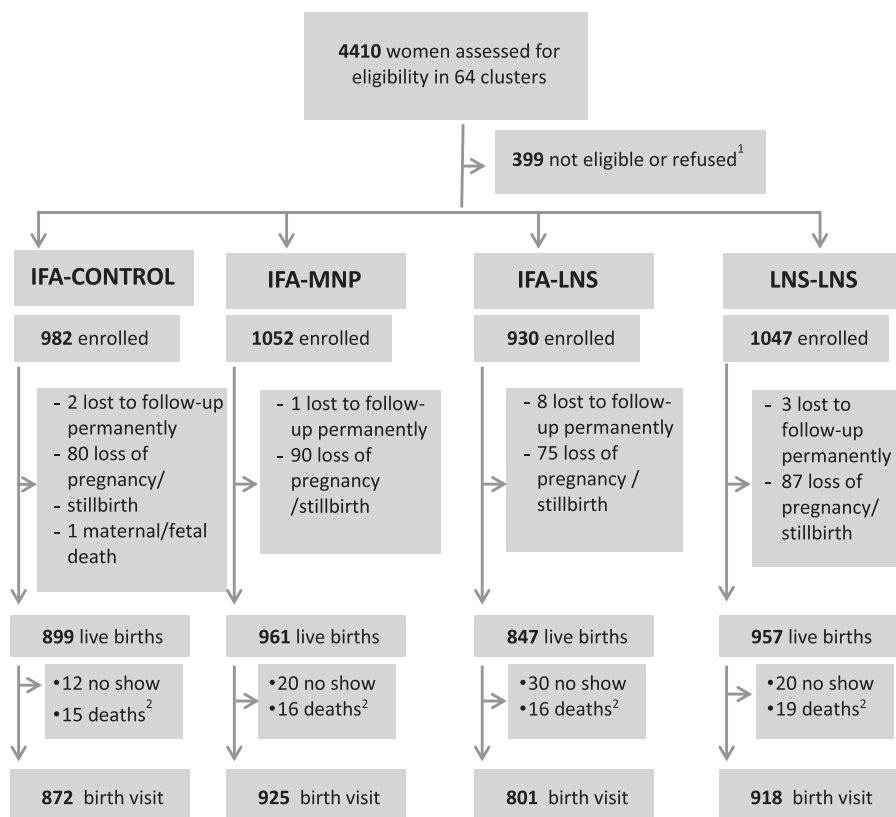 4410 women assessed for
eligibility in 64 clusters
399 not eligible or refused1
IFA-CONTROL
IFA-MNP
IFA-LNS
LNS-LNS
982 enrolled
1052 enrolled
930 enrolled
1047 enrolled
- 2 lost to follow-up
permanently
- 80 loss of
pregnancy/
- stillbirth
- 1 maternal/fetal
death
- 1 lost to follow-
up permanently
- 90 loss of
pregnancy
/stillbirth
- 8 lost to follow-
up permanently
- 75 loss of
pregnancy /
stillbirth
- 3 lost to
follow-up
permanently
- 87 loss of
pregnancy/
stillbirth
899 live births
961 live births
847 live births
957 live births
•12 no show
•15 deaths2
•20 no show
•16 deaths2
•30 no show
•16 deaths2
•20 no show
•19 deaths2
872 birth visit
925 birth visit
801 birth visit
918 birth visit